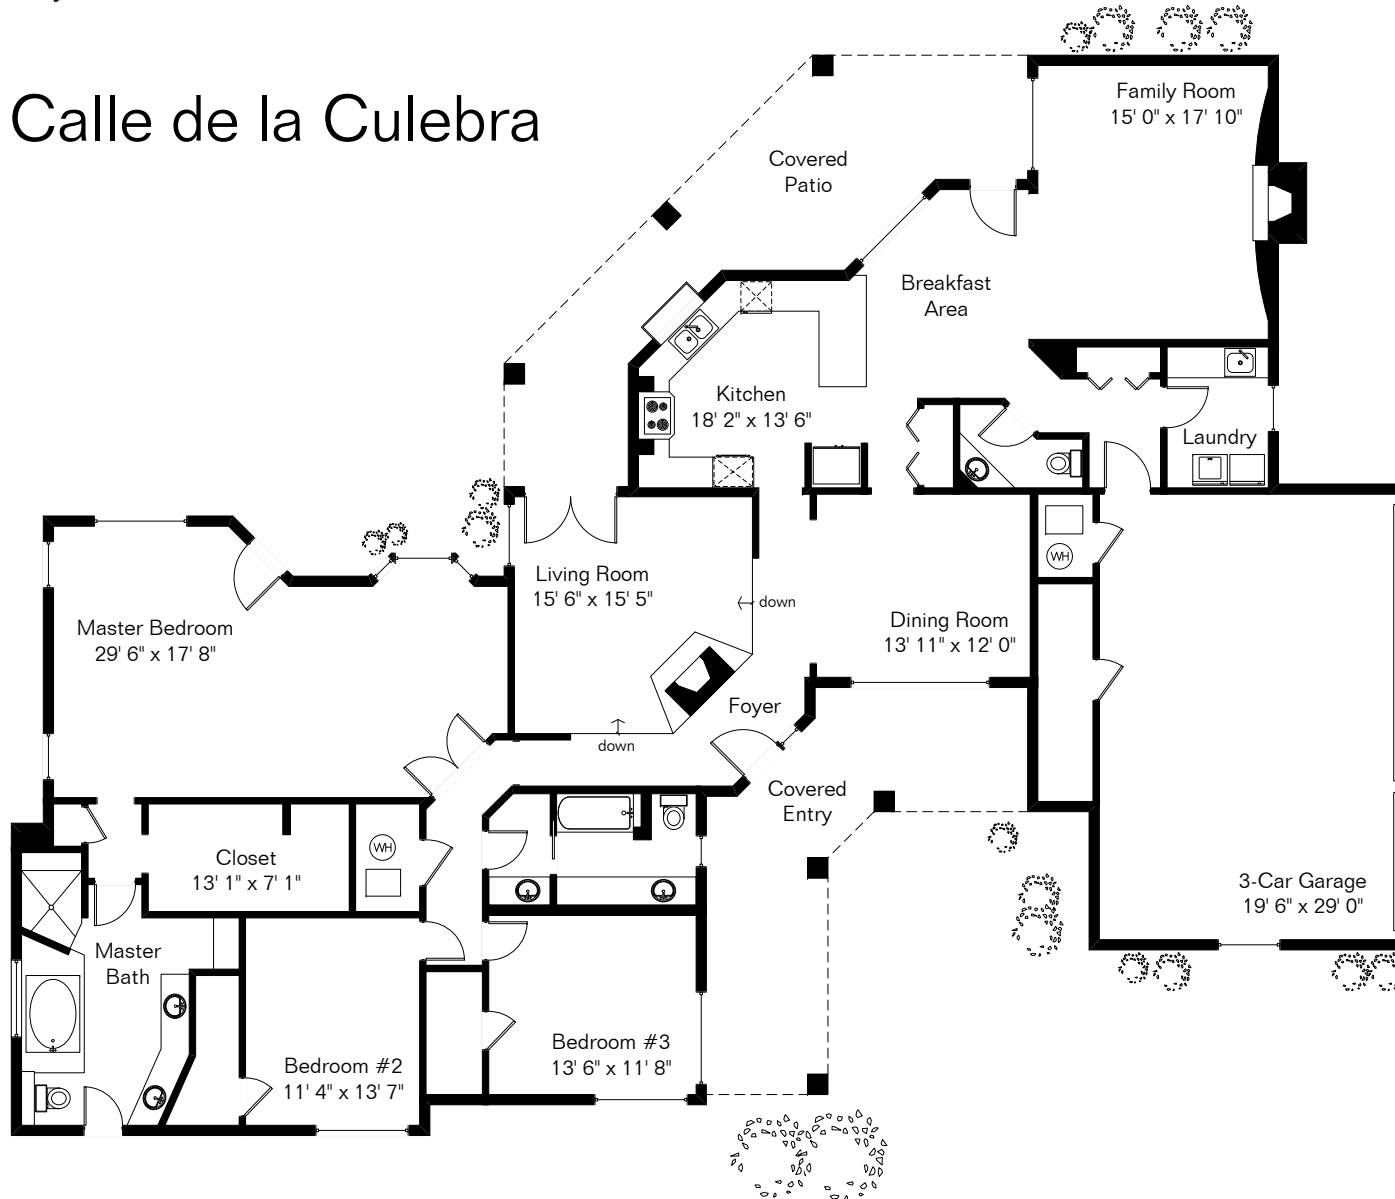 Calle de la Culebra
Family Room
15' 0" x 17' 10"
Covered
Patio
Breakfast
Area
Kitchen
18' 2" x 13' 6"
Laundry
WH
Living Room
15' 6" x 15' 5"
down
Dining Room
13' 11" x 12' 0"
Master Bedroom
29' 6" x 17' 8"
Foyer
down
Covered
Entry
WH
Closet
13' 1" x 7' 1"
3-Car Garage
19' 6" x 29' 0"
Master
Bath
Bedroom #3
13' 6" x 11' 8"
Bedroom #2
11' 4" x 13' 7"